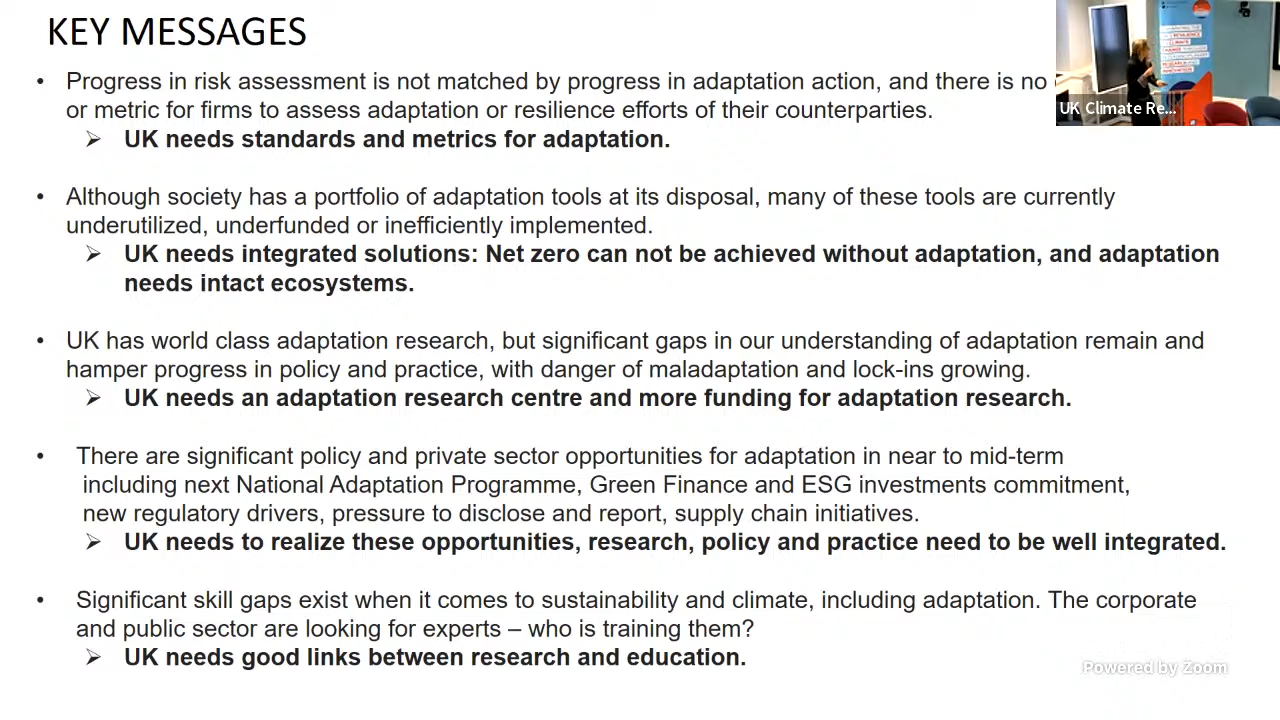 KEY MESSAGES
• Progress in risk assessment is not matched by progress in adaptation action, and there is no
or metric for firms to assess adaptation or resilience efforts of their counterparties.
➢ UK needs standards and metrics for adaptation.
• Although society has a portfolio of adaptation tools at its disposal, many of these tools are currently
underutilized, underfunded or inefficiently implemented.
➢ UK needs integrated solutions: Net zero can not be achieved without adaptation, and adaptation
needs intact ecosystems.
• UK has world class adaptation research, but significant gaps in our understanding of adaptation remain and
hamper progress in policy and practice, with danger of maladaptation and lock-ins growing.
➢ UK needs an adaptation research centre and more funding for adaptation research.
• There are significant policy and private sector opportunities for adaptation in near to mid-term
including next National Adaptation Programme, Green Finance and ESG investments commitment,
new regulatory drivers, pressure to disclose and report, supply chain initiatives.
➢ UK needs to realize these opportunities, research, policy and practice need to be well integrated.
• Significant skill gaps exist when it comes to sustainability and climate, including adaptation. The corporate
and public sector are looking for experts – who is training them?
➢ UK needs good links between research and education.
UK Climate Re...
Powered by Zoom